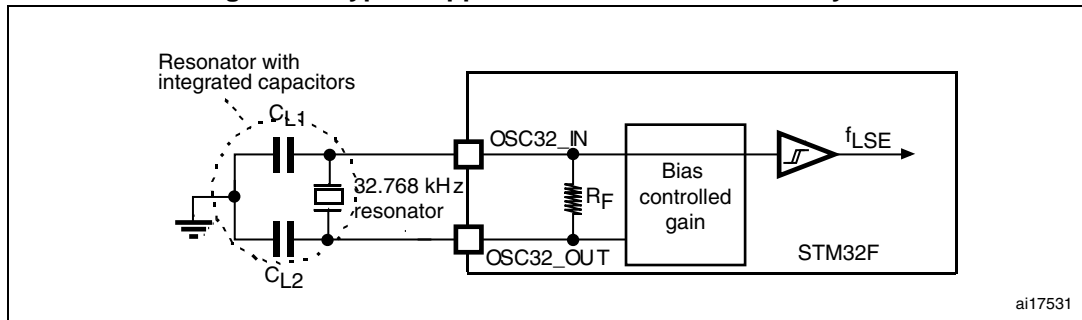 Resonator with
integrated capacitors
CL1
OSC32_IN
fLSE
32.768 kHz
resonator
RF
Bias
controlled
gain
OSC32_OUT
STM32F
CL2
ai17531